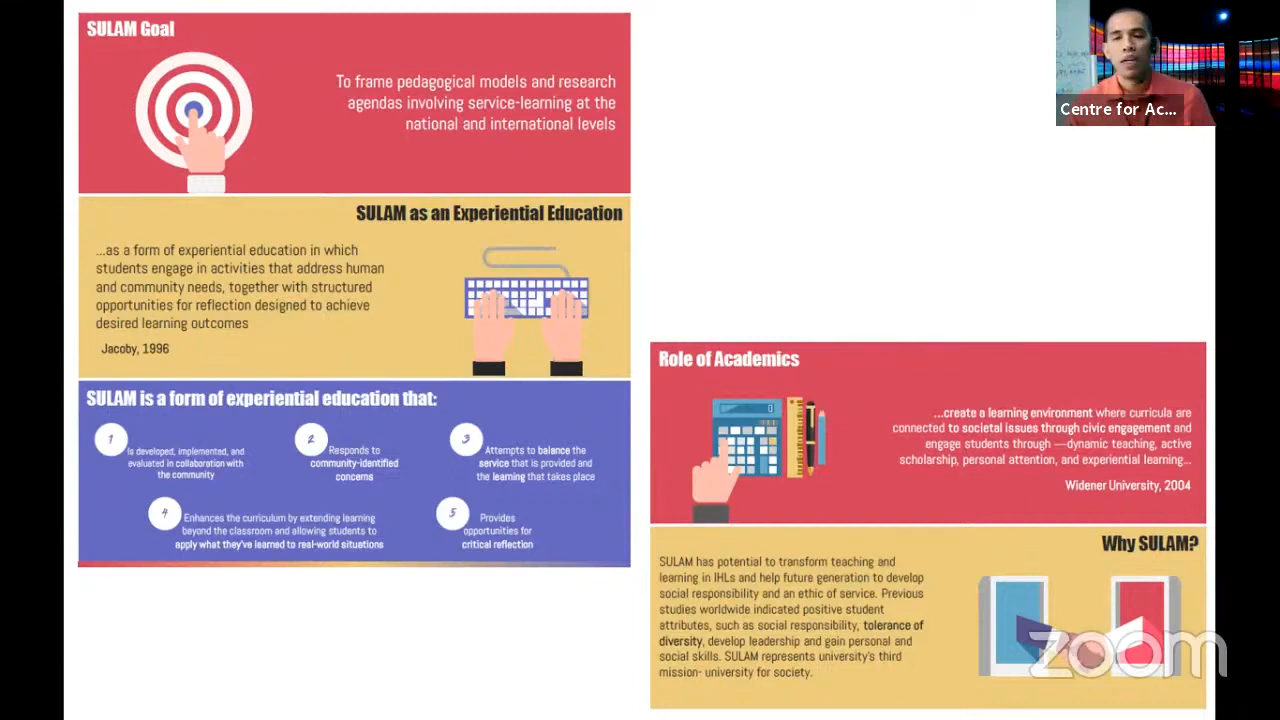 SULAM Goal
To frame pedagogical models and research
agendas involving service-learning at the
national and international levels
SULAM as an Experiential Education
...as a form of experiential education in which
students engage in activities that address human
and community needs, together with structured
opportunities for reflection designed to achieve
desired learning outcomes
Jacoby, 1996
SULAM is a form of experiential education that:
1
Is developed, implemented, and
evaluated in collaboration with
the community
2
Responds to
community-identified
concerns
3
Attempts to balance the
service that is provided and
the learning that takes place
4
Enhances the curriculum by extending learning
beyond the classroom and allowing students to
apply what they've learned to real-world situations
5
Provides
opportunities for
critical reflection
Centre for Ac...
Role of Academics
0
...create a learning environment where curricula are
connected to societal issues through civic engagement and
engage students through —dynamic teaching, active
scholarship, personal attention, and experiential learning...
Widener University, 2004
Why SULAM?
SULAM has potential to transform teaching and
learning in IHLs and help future generation to develop
social responsibility and an ethic of service. Previous
studies worldwide indicated positive student
attributes, such as social responsibility, tolerance of
diversity, develop leadership and gain personal and
social skills. SULAM represents university's third
mission- university for society.
zoom